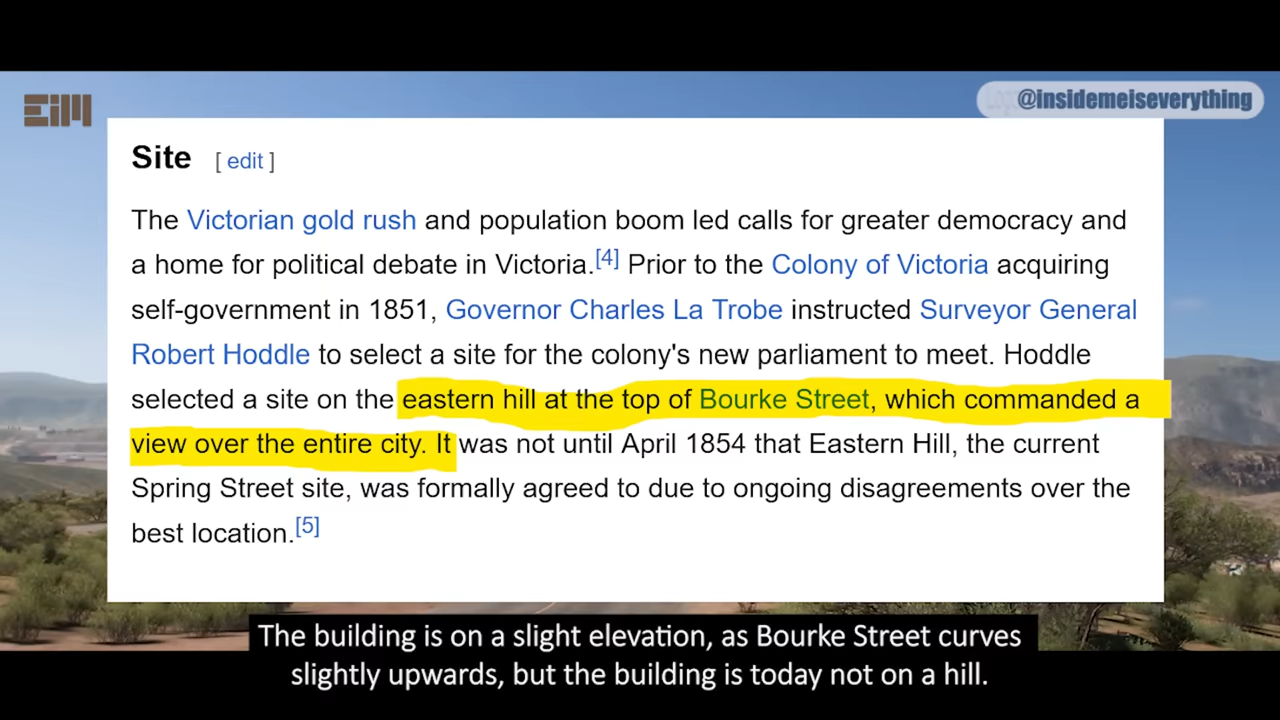 EiM
@insidemeiseverything
Site [ edit ]
The Victorian gold rush and population boom led calls for greater democracy and
a home for political debate in Victoria.[4] Prior to the Colony of Victoria acquiring
self-government in 1851, Governor Charles La Trobe instructed Surveyor General
Robert Hoddle to select a site for the colony's new parliament to meet. Hoddle
selected a site on the eastern hill at the top of Bourke Street, which commanded a
view over the entire city. It was not until April 1854 that Eastern Hill, the current
Spring Street site, was formally agreed to due to ongoing disagreements over the
best location.[5]
The building is on a slight elevation, as Bourke Street curves
slightly upwards, but the building is today not on a hill.